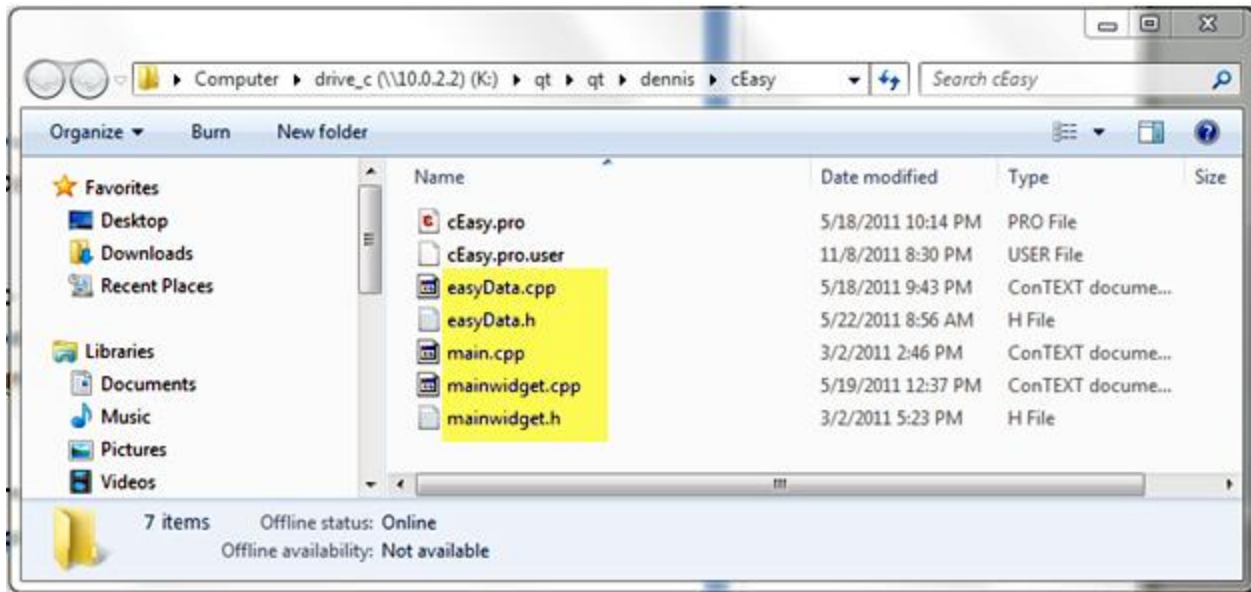 Computer ▸ drive_c (\\10.0.2.2) (K:) ▸ qt ▸ qt ▸ dennis ▸ cEasy
Search cEasy
Organize Burn New folder
Favorites
Desktop
Downloads
Recent Places
Libraries
Documents
Music
Pictures
Videos
Name Date modified Type Size
cEasy.pro 5/18/2011 10:14 PM PRO File
cEasy.pro.user 11/8/2011 8:30 PM USER File
easyData.cpp 5/18/2011 9:43 PM ConTEXT docume...
easyData.h 5/22/2011 8:56 AM H File
main.cpp 3/2/2011 2:46 PM ConTEXT docume...
mainwidget.cpp 5/19/2011 12:37 PM ConTEXT docume...
mainwidget.h 3/2/2011 5:23 PM H File
7 items Offline status: Online
Offline availability: Not available